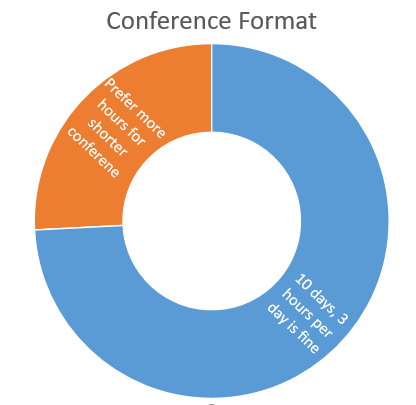 Conference Format
Prefer more
hours for
shorter
conferene
10 days, 3
hours per
day is fine